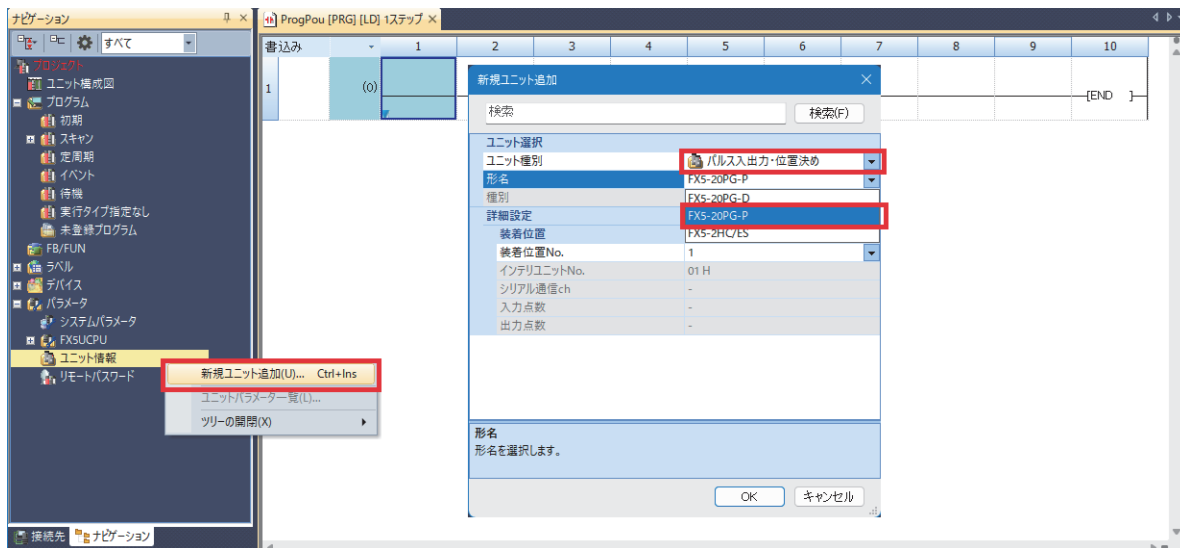 ナビゲーション
すべて
プロジェクト
ユニット構成図
プログラム
初期
スキャン
定周期
イベント
待機
実行タイプ指定なし
未登録プログラム
FB/FUN
ラベル
デバイス
パラメータ
システムパラメータ
FX5UCPU
ユニット情報
リモートパスワード
接続先 ナビゲーション
新規ユニット追加(U)... Ctrl+Ins
ユニットパラメーター覧(L)...
ツリーの開閉(X)
ProgPou [PRG] [LD] 1ステップ
書込み 1 2 3 4 5 6 7 8 9 10
1 (0) [END ]
新規ユニット追加
検索 検索(F)
ユニット選択
ユニット種別 パルス入出力・位置決め
形名 FX5-20PG-P
種別 FX5-20PG-D
詳細設定 FX5-20PG-P
装着位置 FX5-2HC/ES
装着位置No. 1
インテリユニットNo. 01 H
シリアル通信ch -
入力点数 -
出力点数 -
形名
形名を選択します。
OK キャンセル